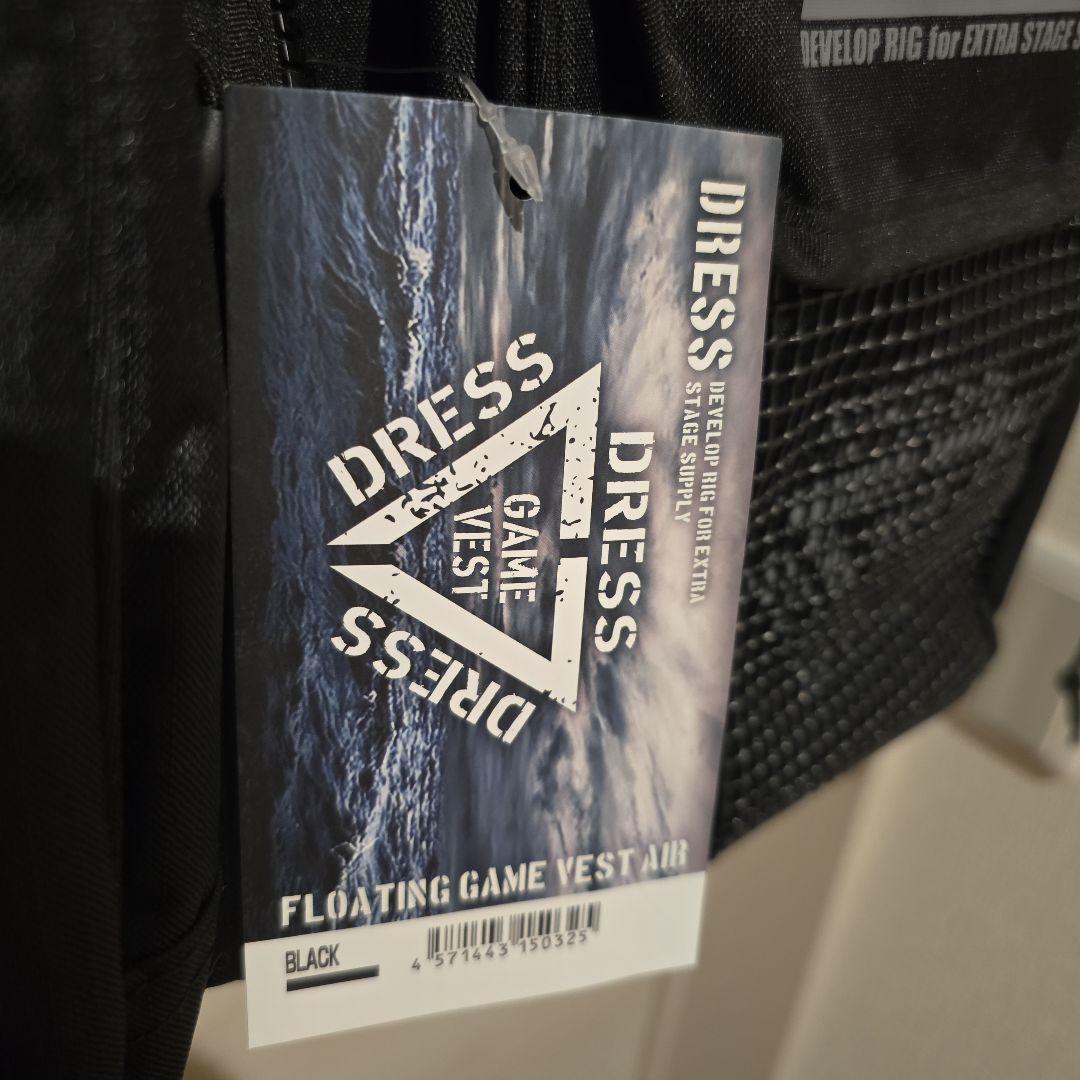 DEVELOP RIG for EXTRA STAGE S
DRESS
DEVELOP RIG FOR EXTRA
STAGE SUPPLY
DRESS
DRESS
DRESS
GAME
VEST
FLOATING GAME VEST AIR
BLACK
4 571443 150325